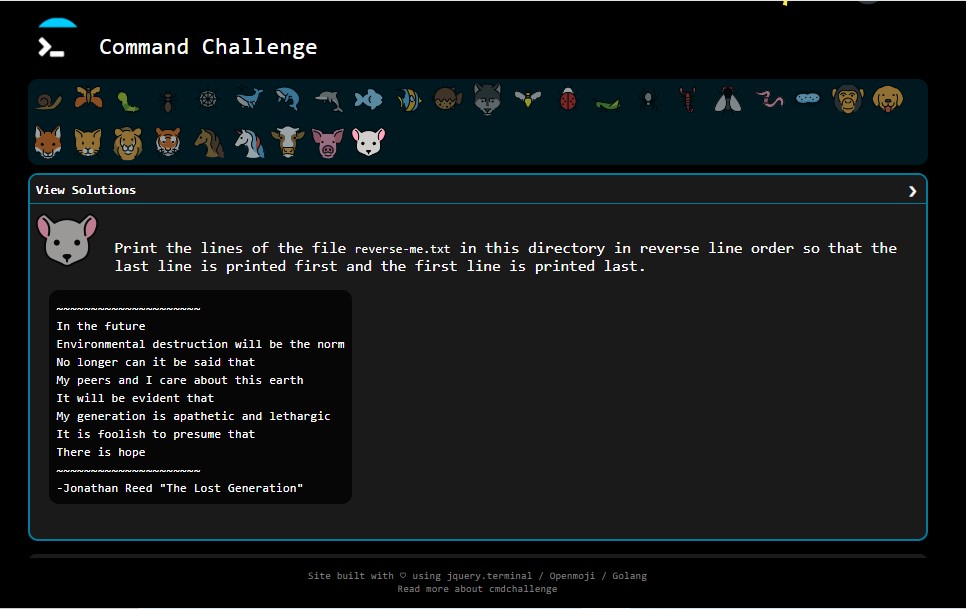 Command Challenge
View Solutions
Print the lines of the file reverse-me.txt in this directory in reverse line order so that the
last line is printed first and the first line is printed last.
~~~~~~~~~~~~~~~~~~~~~
In the future
Environmental destruction will be the norm
No longer can it be said that
My peers and I care about this earth
It will be evident that
My generation is apathetic and lethargic
It is foolish to presume that
There is hope
~~~~~~~~~~~~~~~~~~~~~
-Jonathan Reed "The Lost Generation"
Site built with ♡ using jquery.terminal / Openmoji / Golang
Read more about cmdchallenge